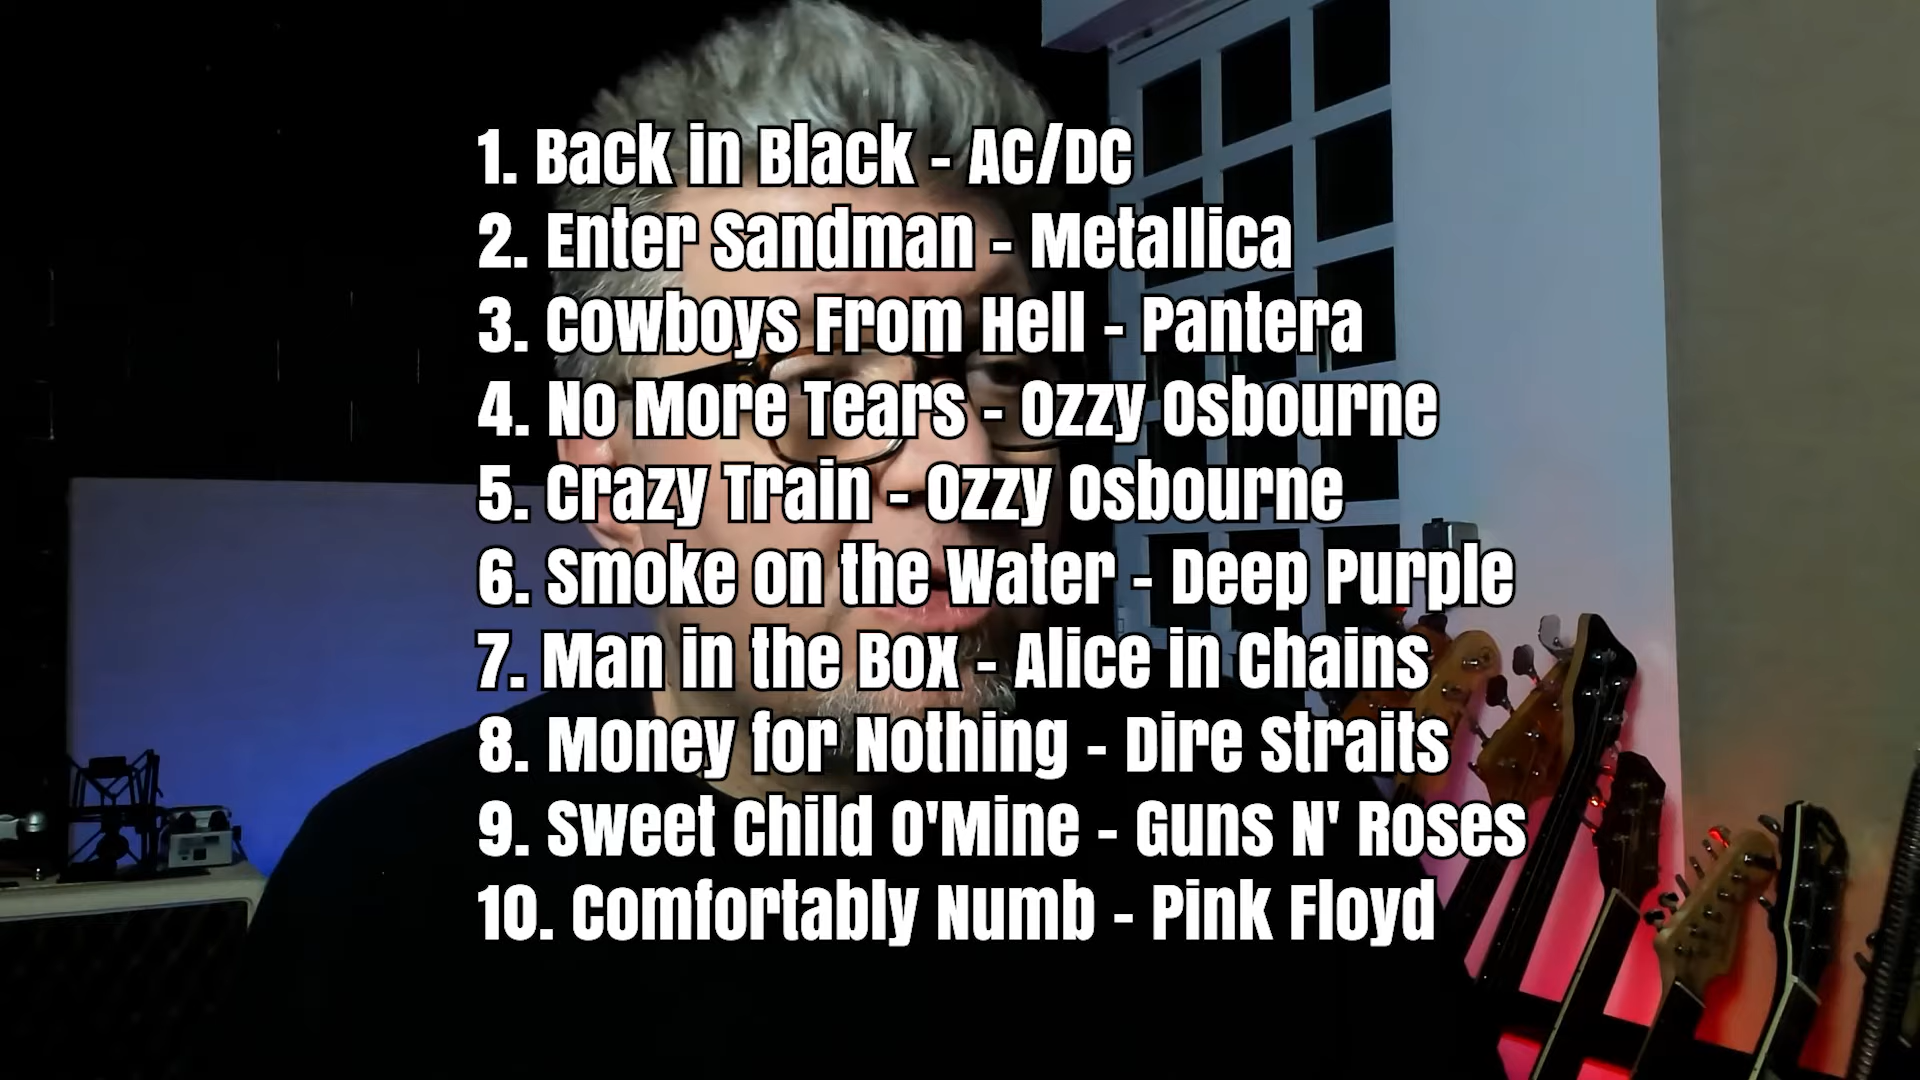 1. Back in Black - AC/DC
2. Enter Sandman - Metallica
3. Cowboys From Hell - Pantera
4. No More Tears - Ozzy Osbourne
5. Crazy Train - Ozzy Osbourne
6. Smoke on the Water - Deep Purple
7. Man in the Box - Alice in Chains
8. Money for Nothing - Dire Straits
9. Sweet Child O'Mine - Guns N' Roses
10. Comfortably Numb - Pink Floyd